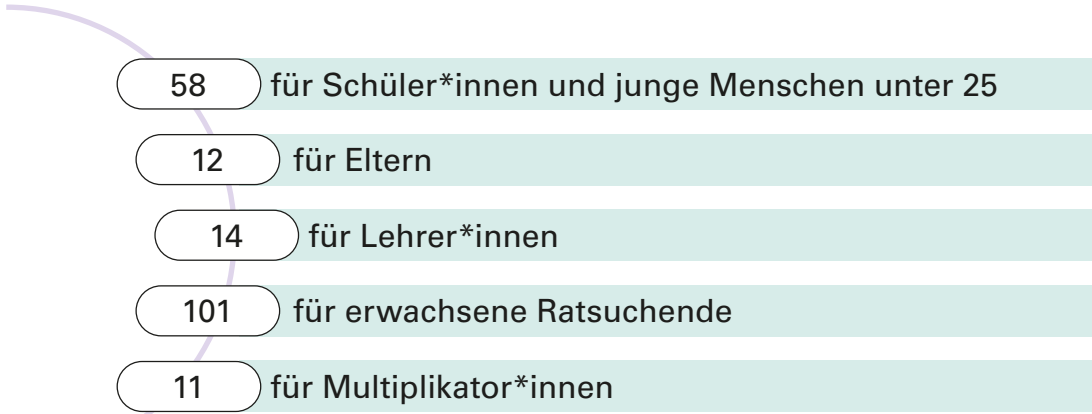 58 für Schüler*innen und junge Menschen unter 25
12 für Eltern
14 für Lehrer*innen
101 für erwachsene Ratsuchende
11 für Multiplikator*innen